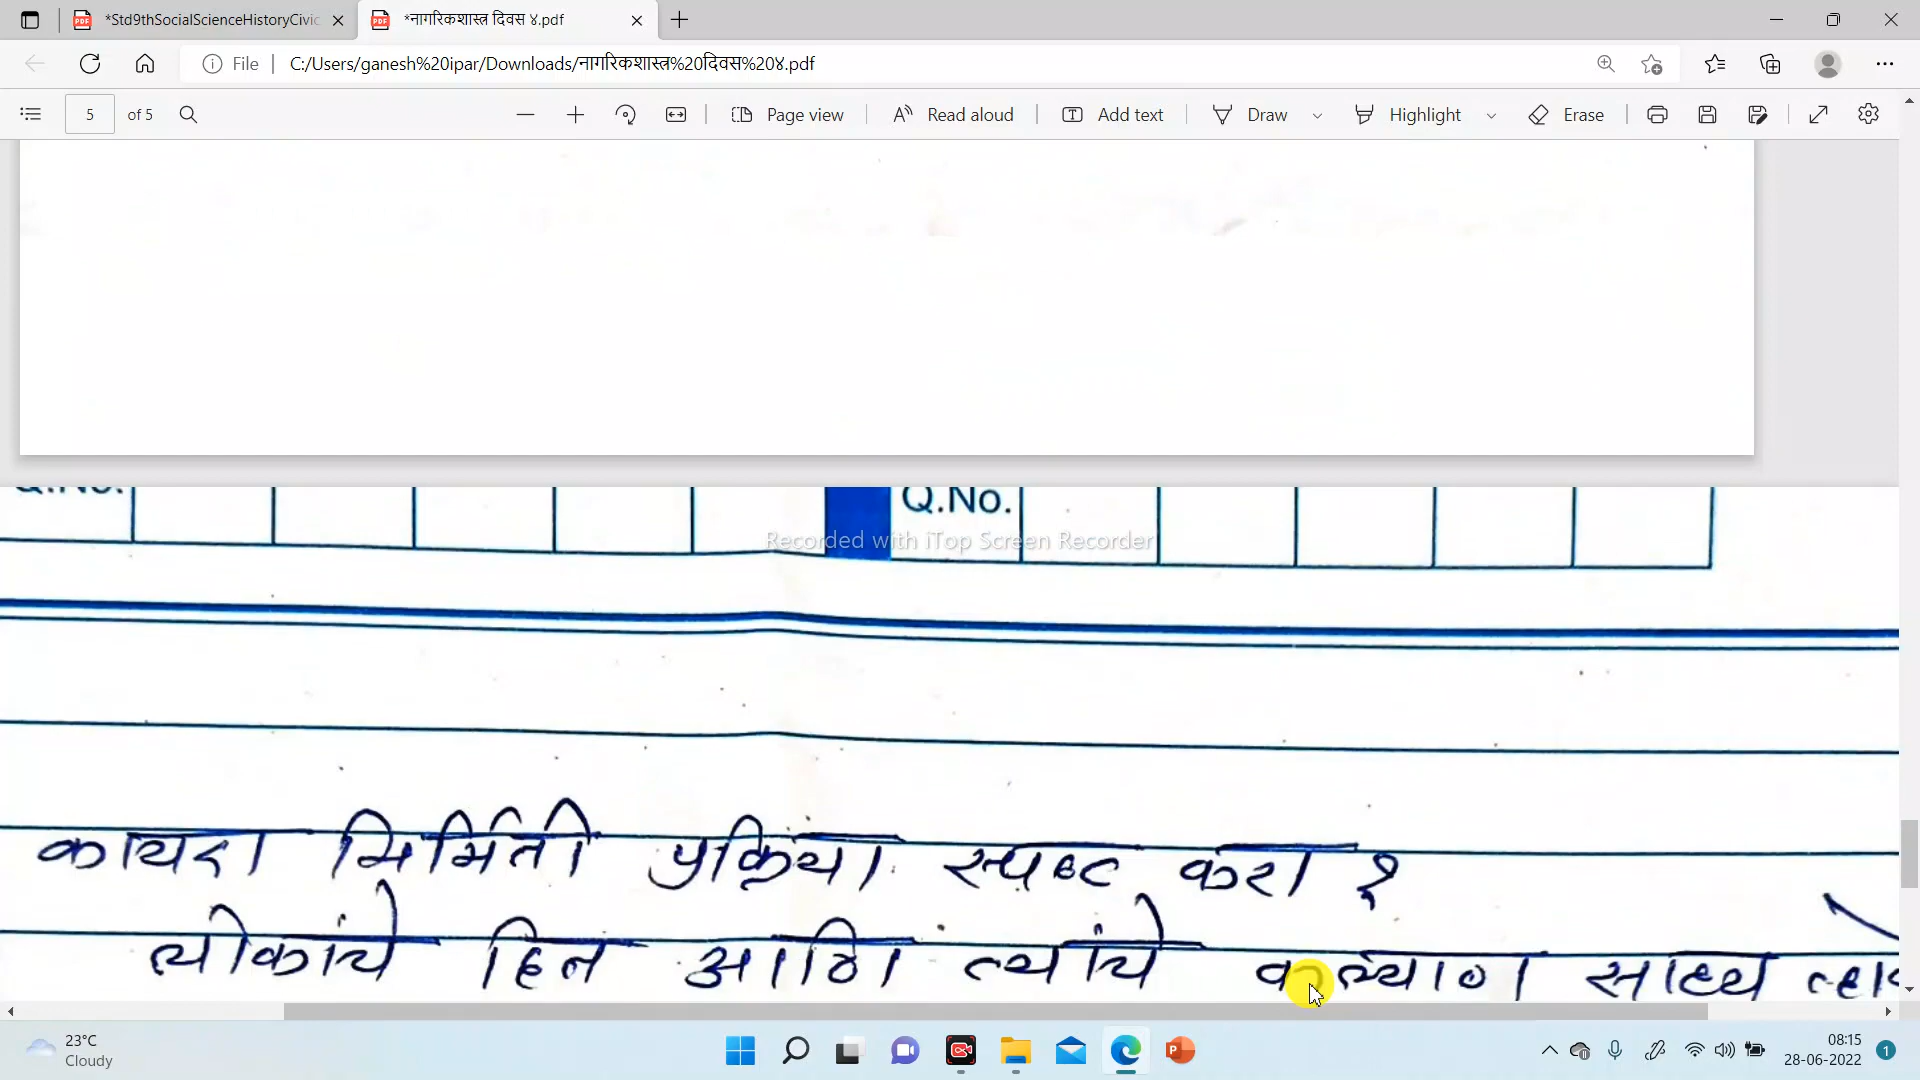 *Std9thSocialScienceHistoryCivic
*नागरिकशास्त्र दिवस ४.pdf
File
C:/Users/ganesh%20ipar/Downloads/नागरिकशास्त्र%20दिवस%20४.pdf
5 of 5
Page view
Read aloud
Add text
Draw
Highlight
Erase
Q.No.
Q.No.
Recorded with iTop Screen Recorder
कायदा निर्मिती प्रक्रिया स्पष्ट करा ?
लोकांचे हित आणि त्यांचे कल्याण साध्य
23°C
Cloudy
08:15
28-06-2022
1